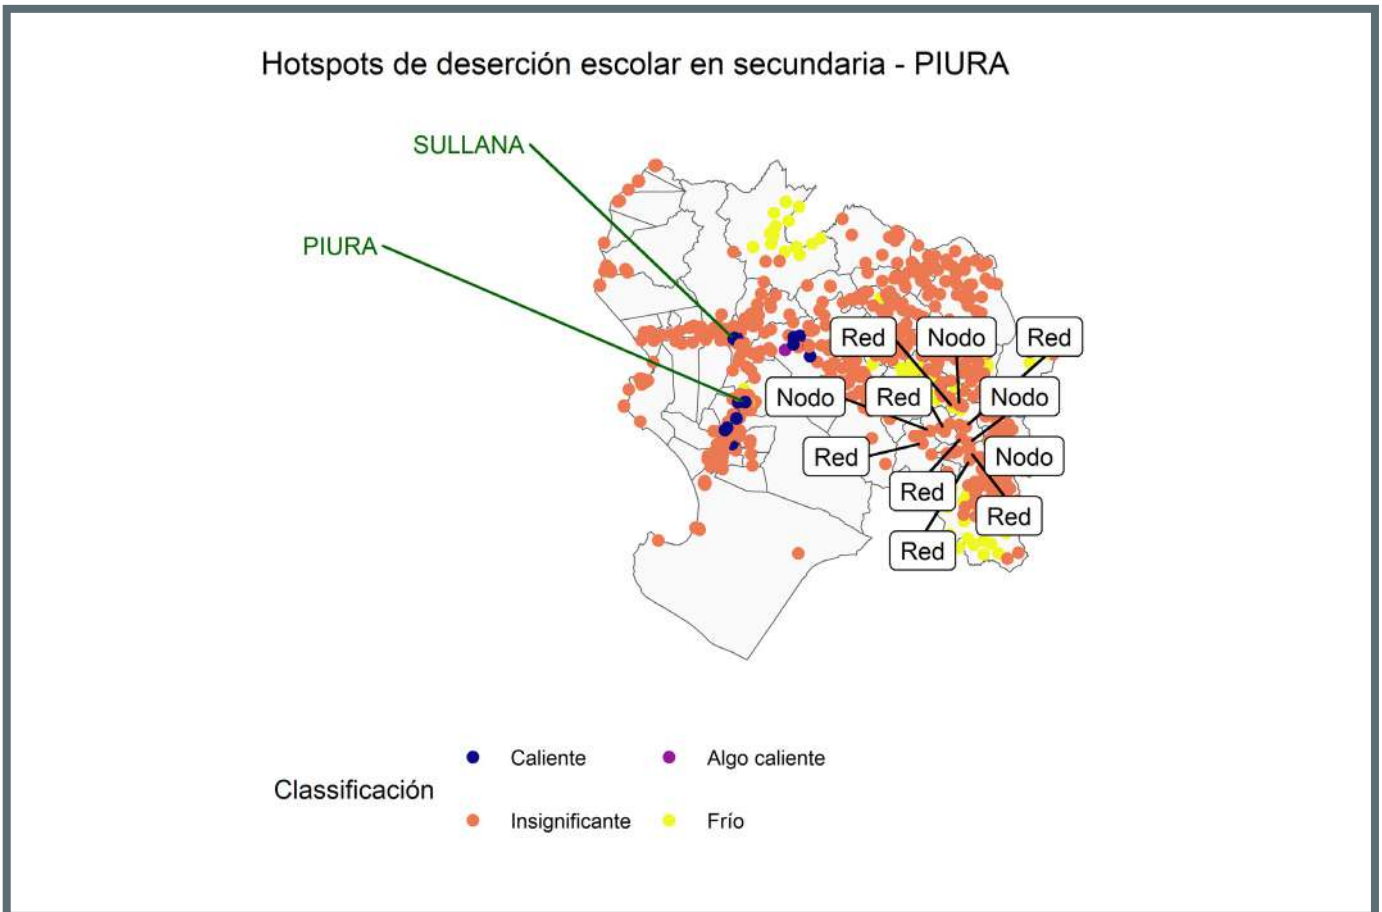 Hotspots de deserción escolar en secundaria - PIURA
SULLANA
PIURA
Red
Nodo
Red
Nodo
Red
Nodo
Red
Nodo
Red
Red
Red
Classificación
Caliente
Algo caliente
Insignificante
Frío